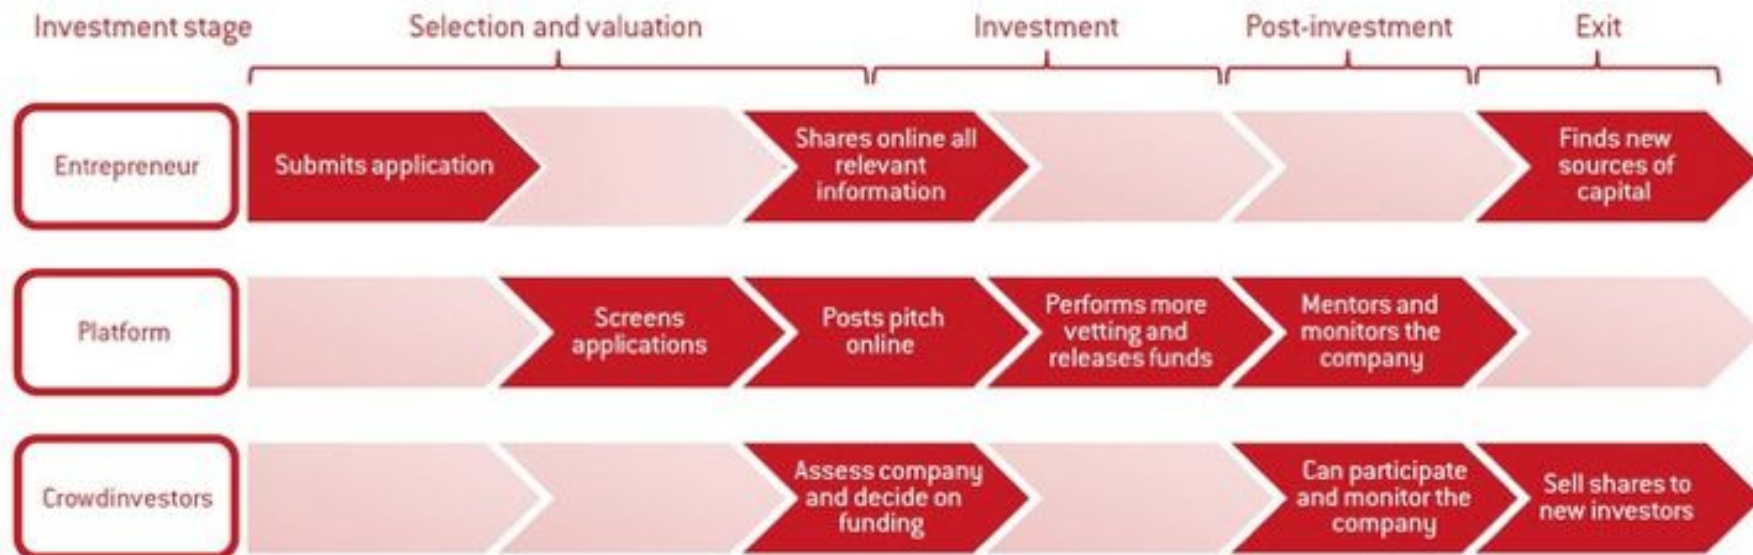 Investment stage
Selection and valuation
Investment
Post-investment
Exit
Entrepreneur
Submits application
Shares online all
relevant
information
Finds new
sources of
capital
Platform
Screens
applications
Posts pitch
online
Performs more
vetting and
releases funds
Mentors and
monitors the
company
Crowdinvestors
Assess company
and decide on
funding
Can participate
and monitor the
company
Sell shares to
new investors